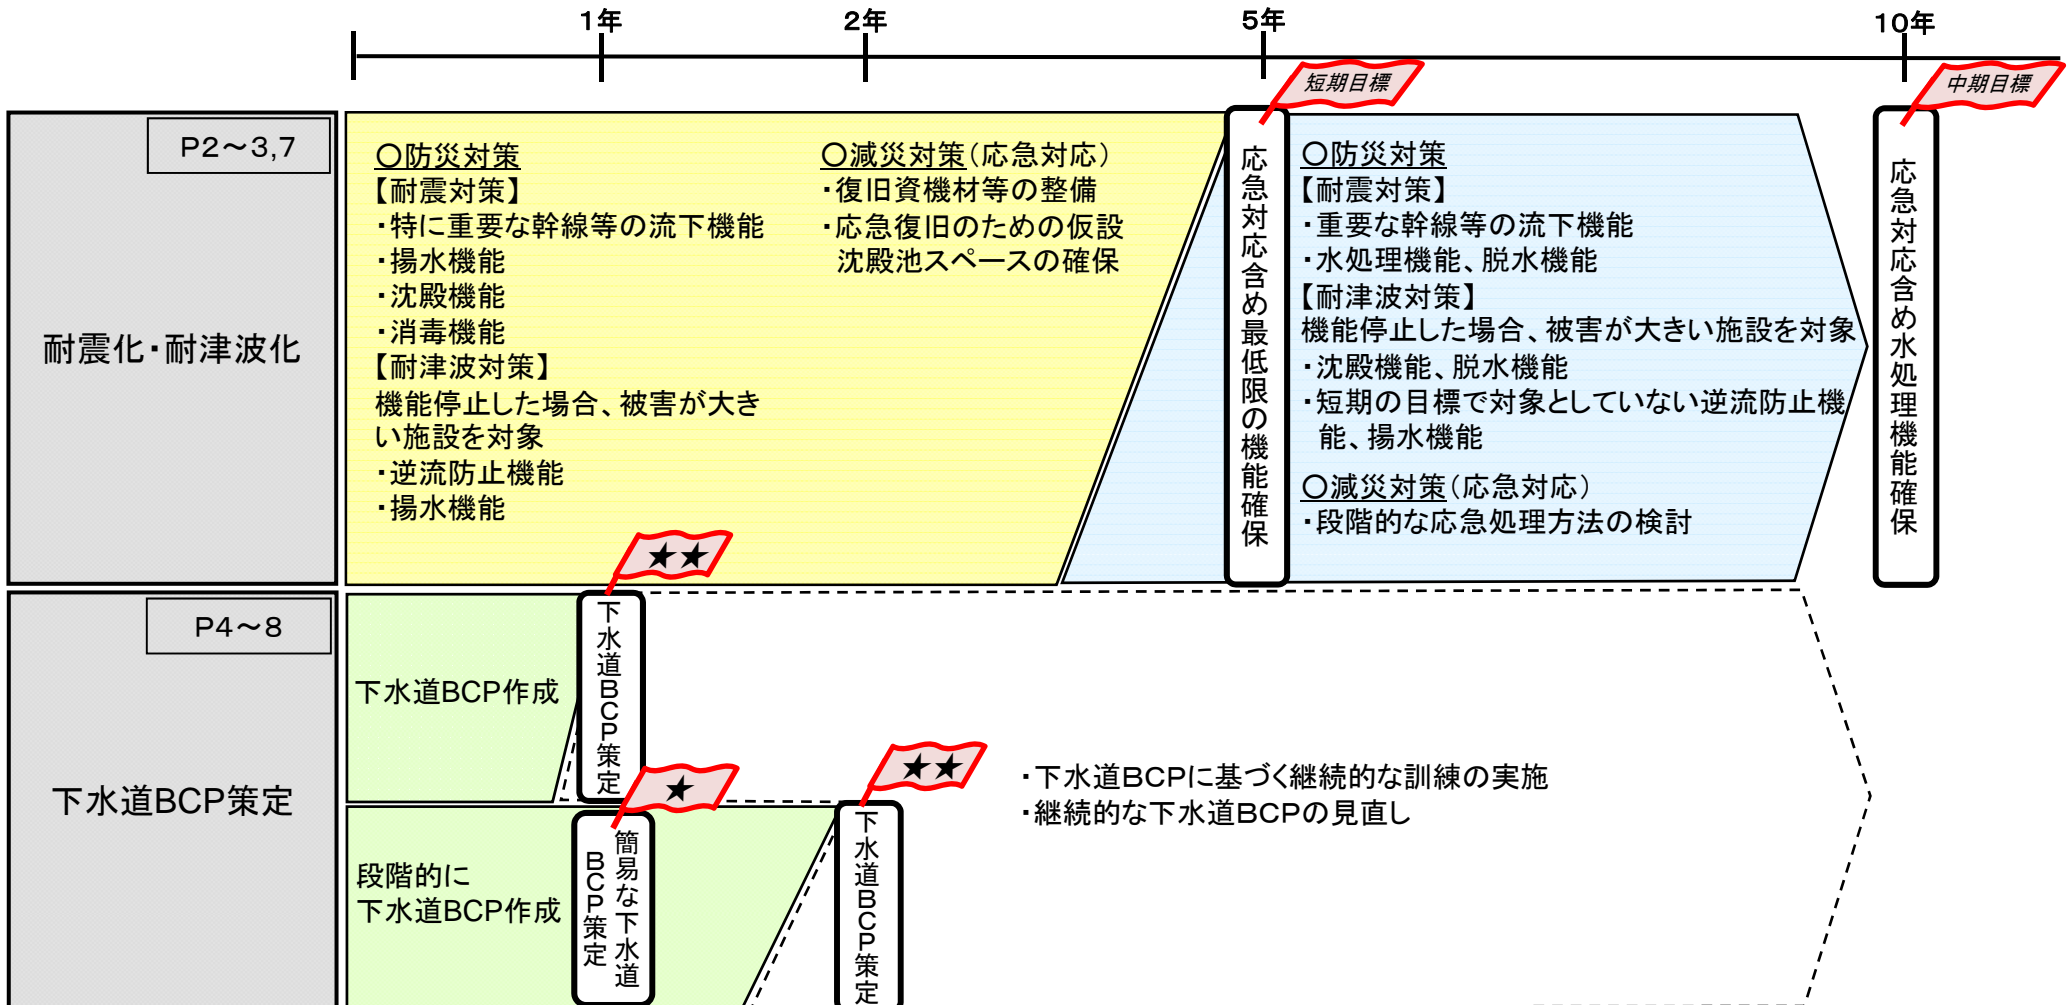 1年
2年
5年
10年
短期目標
中期目標
P2～3,7
耐震化・耐津波化
○防災対策
【耐震対策】
・特に重要な幹線等の流下機能
・揚水機能
・沈殿機能
・消毒機能
【耐津波対策】
機能停止した場合、被害が大き
い施設を対象
・逆流防止機能
・揚水機能
○減災対策（応急対応）
・復旧資機材等の整備
・応急復旧のための仮設
沈殿池スペースの確保
応急対応含め最低限の機能確保
○防災対策
【耐震対策】
・重要な幹線等の流下機能
・水処理機能、脱水機能
【耐津波対策】
機能停止した場合、被害が大きい施設を対象
・沈殿機能、脱水機能
・短期の目標で対象としていない逆流防止機
能、揚水機能
○減災対策（応急対応）
・段階的な応急処理方法の検討
応急対応含め水処理機能確保
P4～8
下水道BCP策定
下水道BCP作成
★★
下水道BCP策定
段階的に
下水道BCP作成
★
簡易な下水道
BCP策定
★★
下水道BCP策定
・下水道BCPに基づく継続的な訓練の実施
・継続的な下水道BCPの見直し